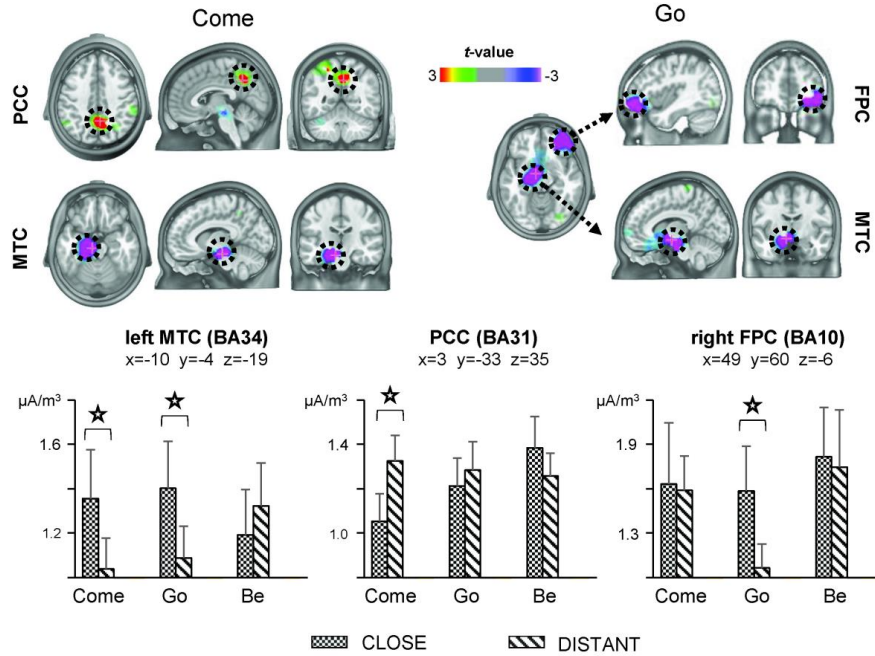 Come
Go
t-value
3
-3
PCC
FPC
MTC
MTC
left MTC (BA34)
x=-10 y=-4 z=-19
PCC (BA31)
x=3 y=-33 z=35
right FPC (BA10)
x=49 y=60 z=-6
µA/m³
1.6
1.2
Come Go Be
µA/m³
1.4
1.0
Come Go Be
µA/m³
1.9
1.3
Come Go Be
CLOSE DISTANT